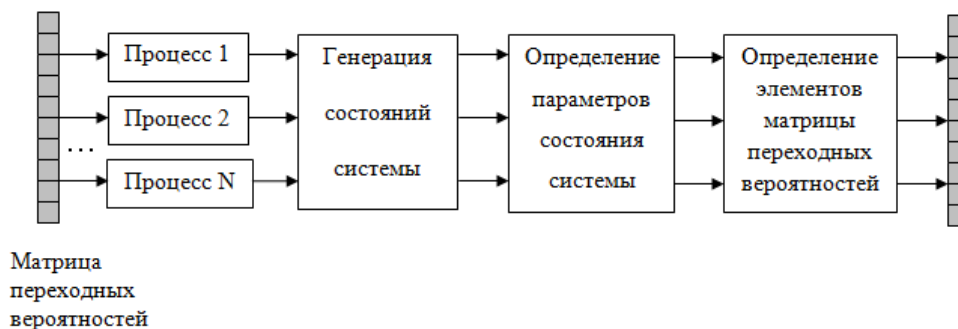 Процесс 1
Процесс 2
...
Процесс N
Генерация
состояний
системы
Определение
параметров
состояния
системы
Определение
элементов
матрицы
переходных
вероятностей
Матрица
переходных
вероятностей